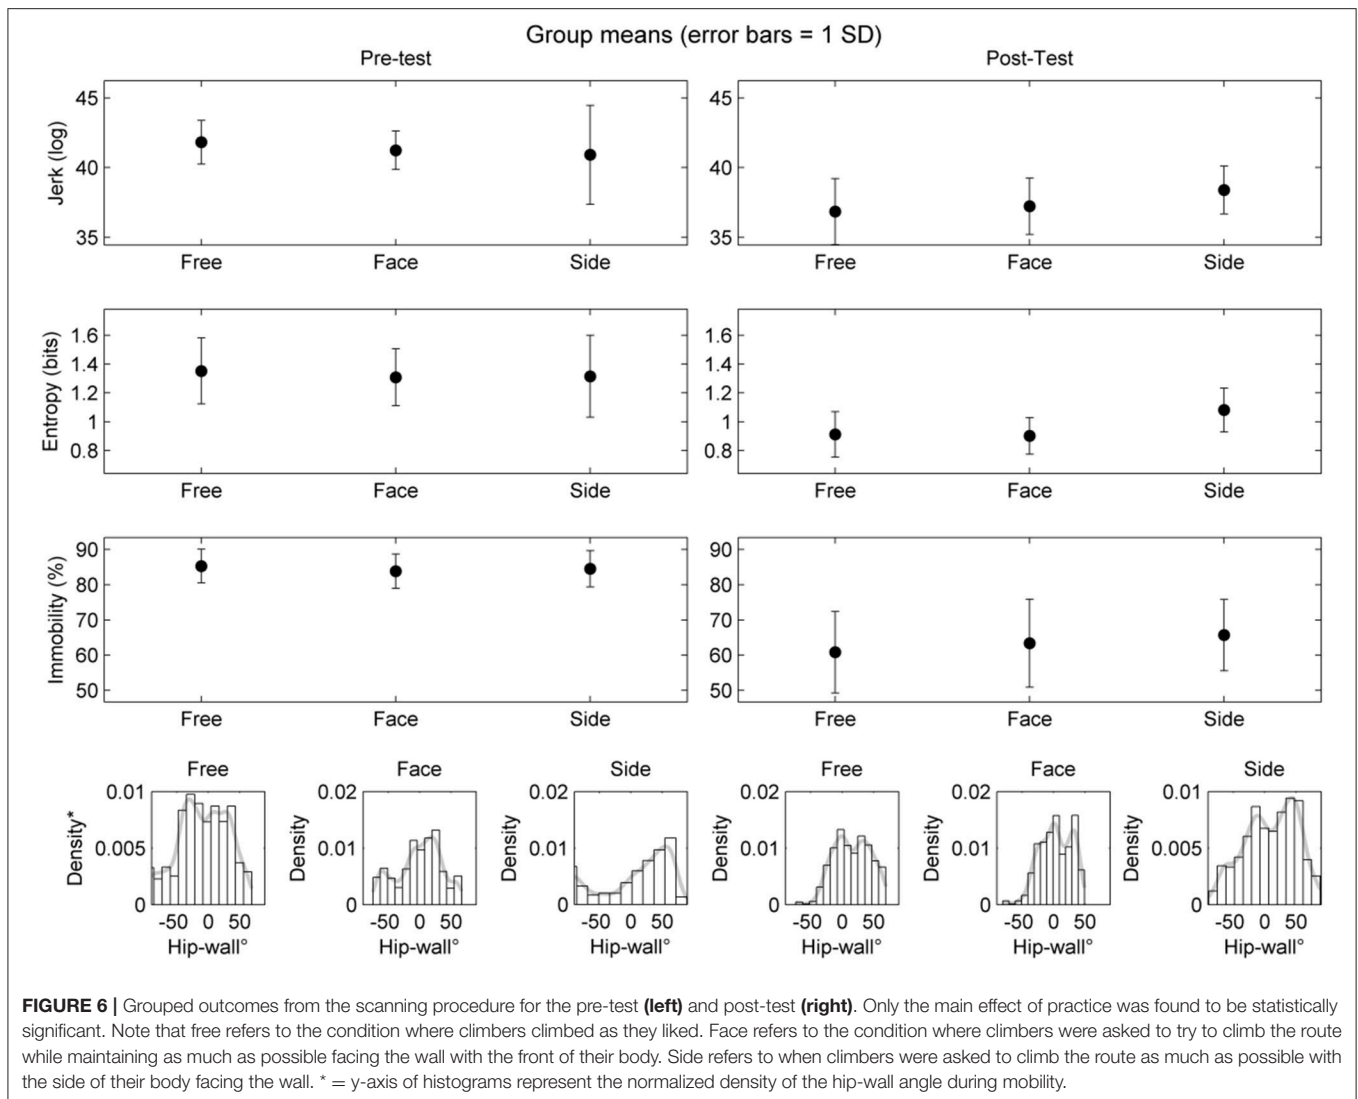 Group means (error bars = 1 SD)
Pre-test
Post-Test
Jerk (log)
45
40
35
Free Face Side
45
40
35
Free Face Side
Entropy (bits)
1.6
1.4
1.2
1
0.8
Free Face Side
1.6
1.4
1.2
1
0.8
Free Face Side
Immobility (%)
90
80
70
60
50
Free Face Side
90
80
70
60
50
Free Face Side
Free
Density*
0.01
0.005
0
-50 0 50
Hip-wall°
Face
Density
0.02
0.01
0
-50 0 50
Hip-wall°
Side
Density
0.02
0.01
0
-50 0 50
Hip-wall°
Free
Density
0.02
0.01
0
-50 0 50
Hip-wall°
Face
Density
0.02
0.01
0
-50 0 50
Hip-wall°
Side
Density
0.01
0.005
0
-50 0 50
Hip-wall°
FIGURE 6 | Grouped outcomes from the scanning procedure for the pre-test (left) and post-test (right). Only the main effect of practice was found to be statistically
significant. Note that free refers to the condition where climbers climbed as they liked. Face refers to the condition where climbers were asked to try to climb the route
while maintaining as much as possible facing the wall with the front of their body. Side refers to when climbers were asked to climb the route as much as possible with
the side of their body facing the wall. * = y-axis of histograms represent the normalized density of the hip-wall angle during mobility.